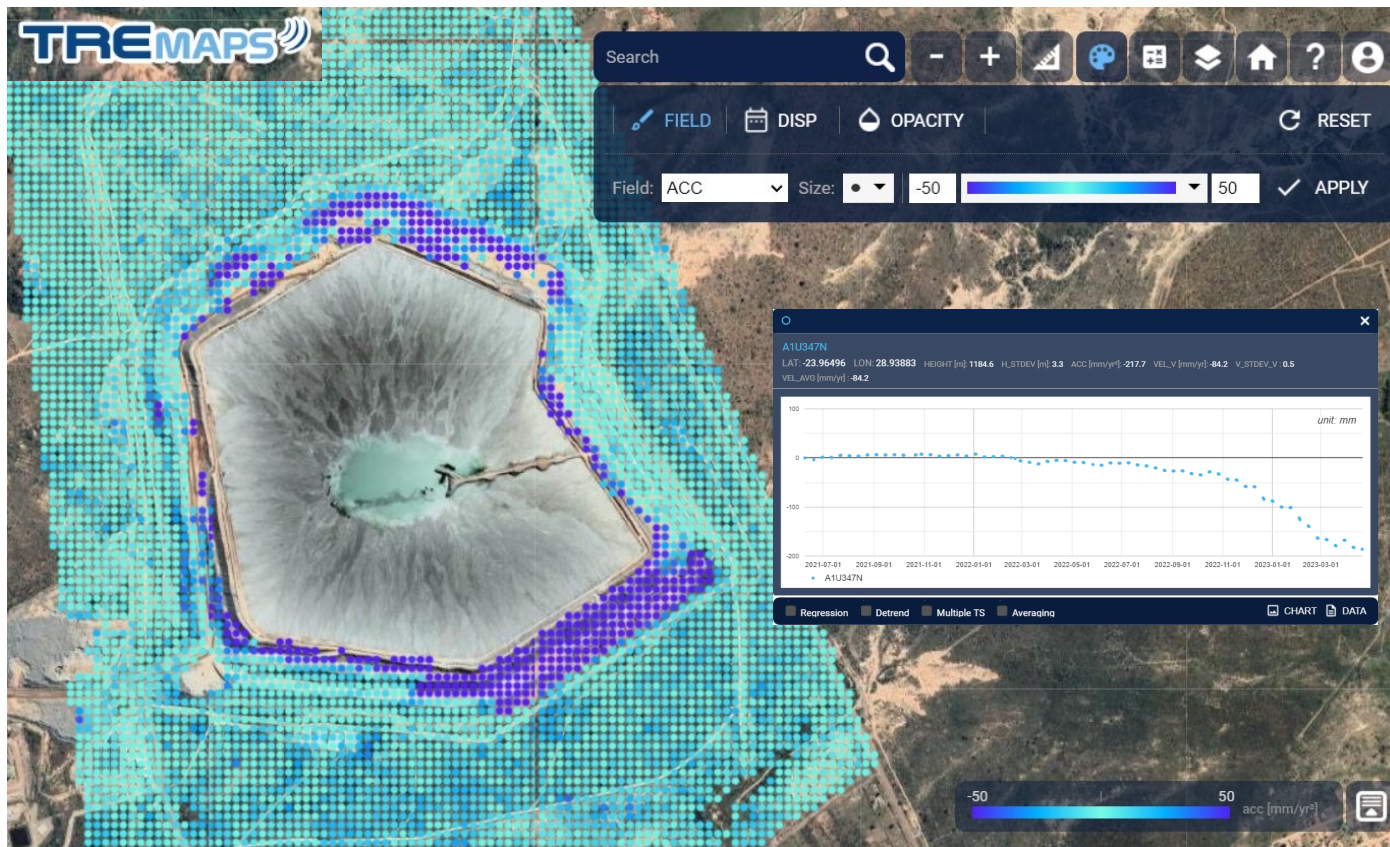 TREMAPS
Search
FIELD DISP OPACITY RESET
Field: ACC Size: -50 50 APPLY
A1U347N
LAT: -23.96496 LON: 28.93883 HEIGHT [m]: 1184.6 H_STDEV [m]: 3.3 ACC [mm/yr²]: -217.7 VEL_V [mm/yr]: -84.2 V_STDEV_V : 0.5
VEL_AVG [mm/yr] : -84.2
unit: mm
100
0
-100
-200
2021-07-01 2021-09-01 2021-11-01 2022-01-01 2022-03-01 2022-05-01 2022-07-01 2022-09-01 2022-11-01 2023-01-01 2023-03-01
A1U347N
Regression Detrend Multiple TS Averaging CHART DATA
-50 50 acc [mm/yr²]